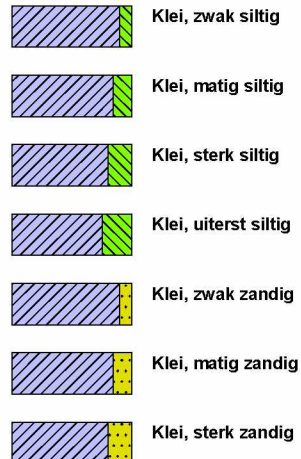 Klei, zwak siltig
Klei, matig siltig
Klei, sterk siltig
Klei, uiterst siltig
Klei, zwak zandig
Klei, matig zandig
Klei, sterk zandig